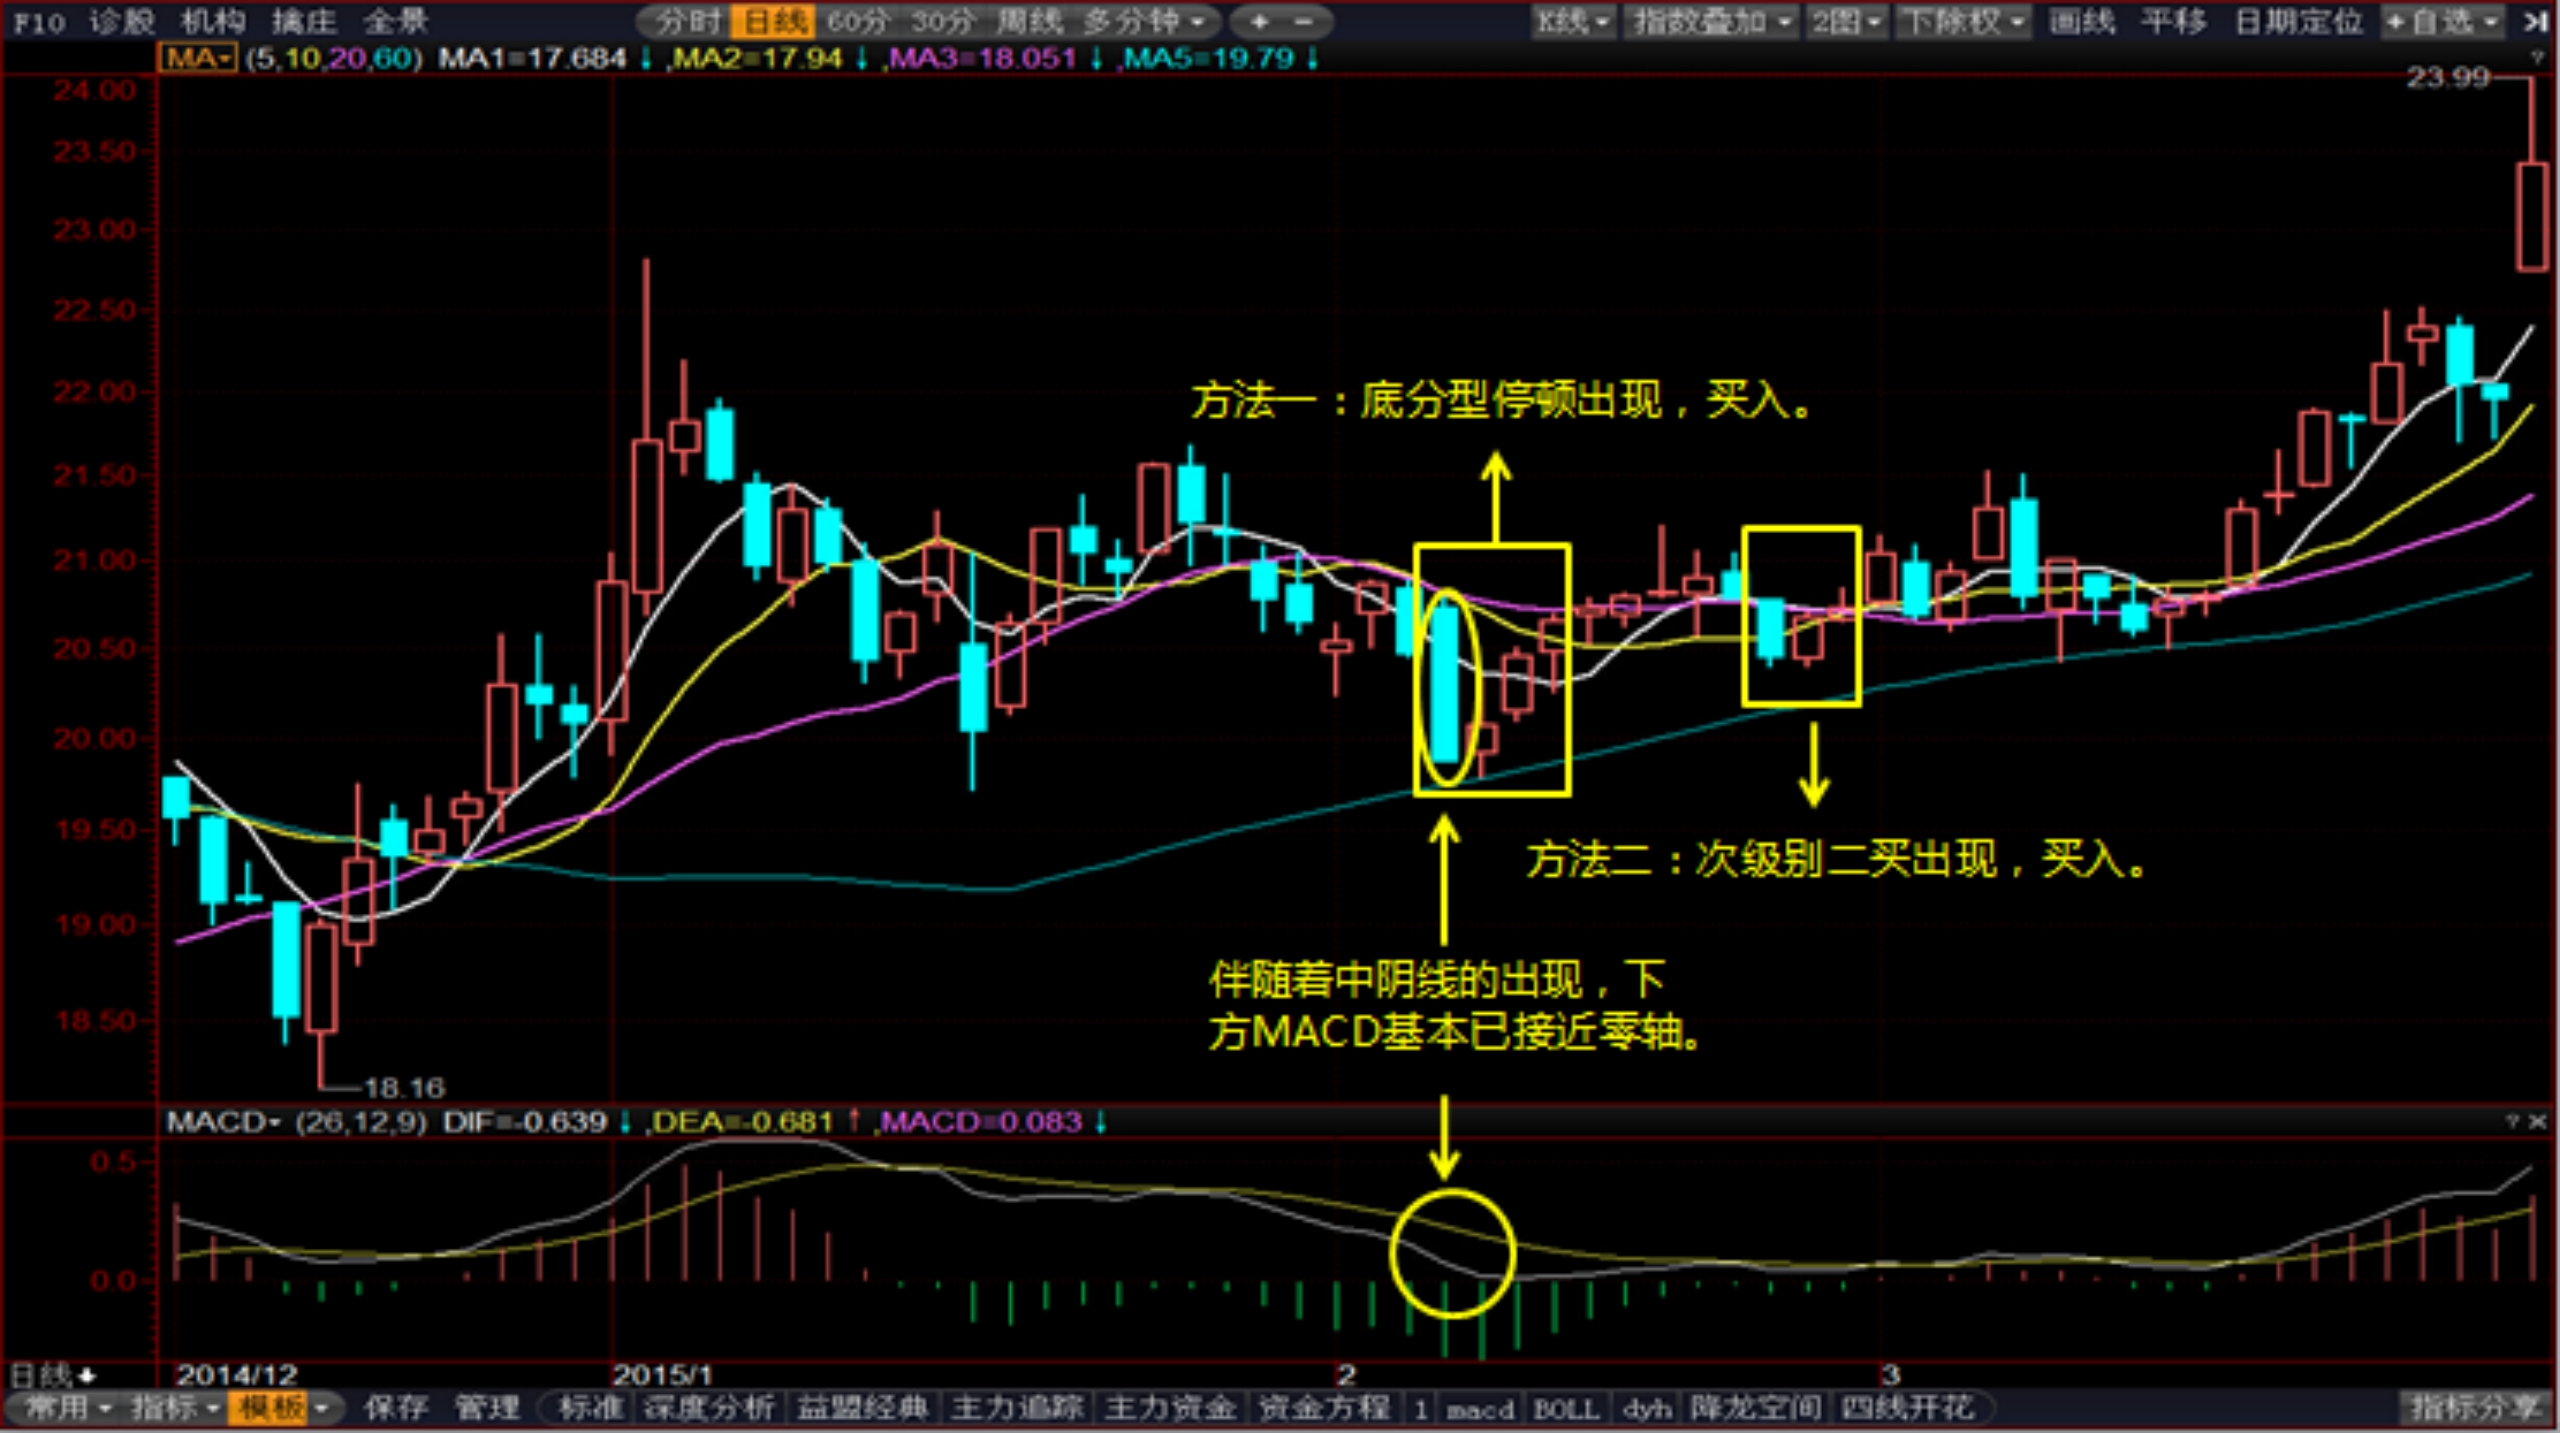 F10 诊股 机构 擒庄 全景 分时 日线 60分 30分 周线 多分钟 + - K线 指数叠加 2图 下除权 画线 平移 日期定位 +自选
MA (5,10,20,60) MA1=17.684 ↓ ,MA2=17.94 ↓ ,MA3=18.051 ↓ ,MA5=19.79 ↓ ?
23.99
24.00
23.50
23.00
22.50
22.00
21.50
21.00
20.50
20.00
19.50
19.00
18.50
方法一：底分型停顿出现，买入。
方法二：次级别二买出现，买入。
伴随着中阴线的出现，下
方MACD基本已接近零轴。
18.16
MACD (26,12,9) DIF=-0.639 ↓ ,DEA=-0.681 ↑ ,MACD=0.083 ↓ ? ×
0.5
0.0
日线 2014/12 2015/1 2 3
常用 指标 模板 保存 管理 标准 深度分析 益盟经典 主力追踪 主力资金 资金方程 1 macd BOLL dyh 降龙空间 四线开花 指标分享